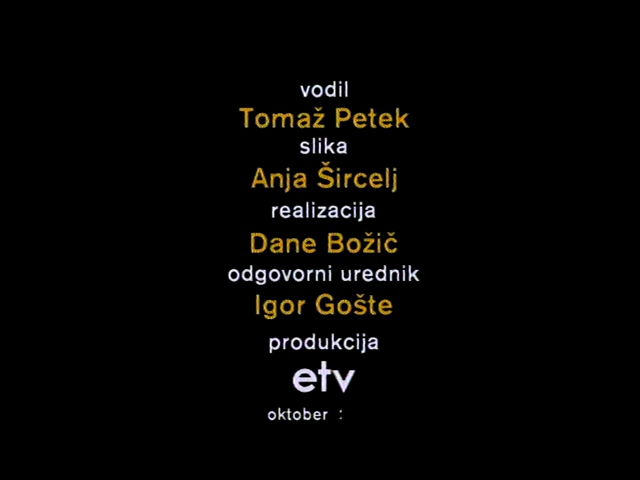 vodil
Tomaž Petek
slika
Anja Šircelj
realizacija
Dane Božič
odgovorni urednik
Igor Gošte
produkcija
etv
oktober